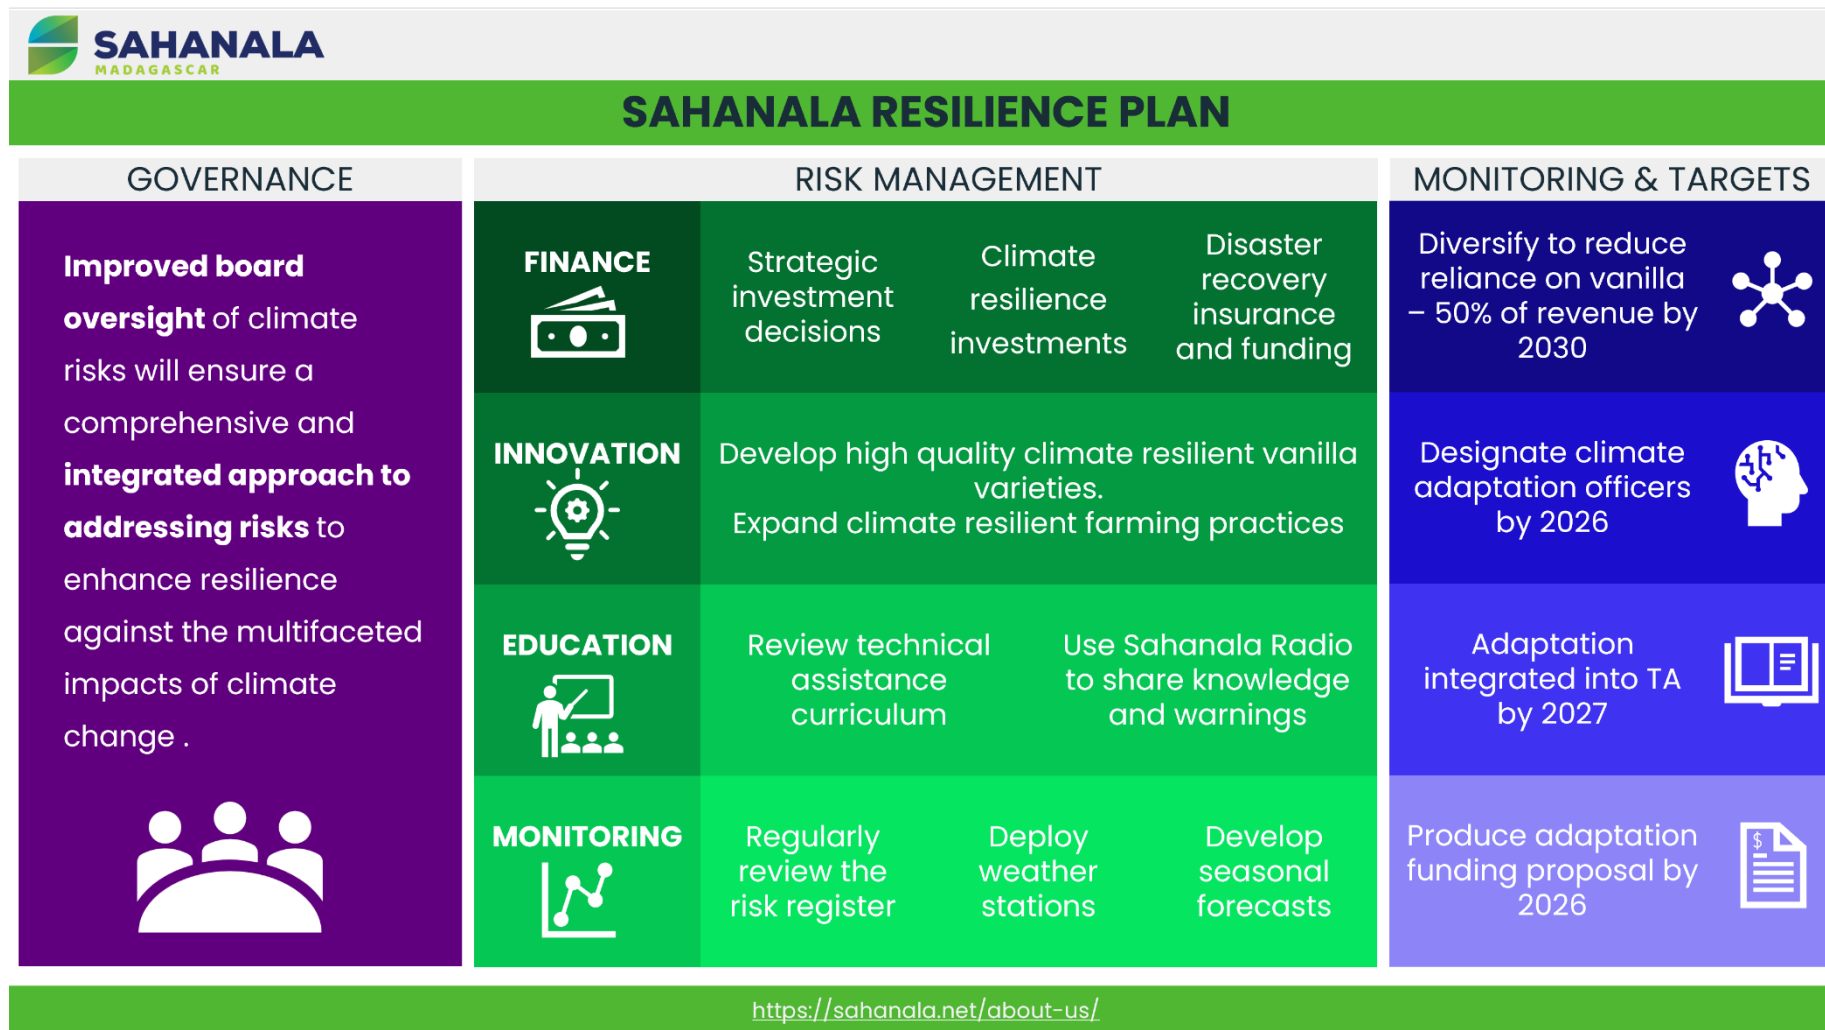 SAHANALA
MADAGASCAR
SAHANALA RESILIENCE PLAN
GOVERNANCE
Improved board
oversight of climate
risks will ensure a
comprehensive and
integrated approach to
addressing risks to
enhance resilience
against the multifaceted
impacts of climate
change .
RISK MANAGEMENT
FINANCE
Strategic
investment
decisions
Climate
resilience
investments
Disaster
recovery
insurance
and funding
INNOVATION
Develop high quality climate resilient vanilla
varieties.
Expand climate resilient farming practices
EDUCATION
Review technical
assistance
curriculum
Use Sahanala Radio
to share knowledge
and warnings
MONITORING
Regularly
review the
risk register
Deploy
weather
stations
Develop
seasonal
forecasts
MONITORING & TARGETS
Diversify to reduce
reliance on vanilla
– 50% of revenue by
2030
Designate climate
adaptation officers
by 2026
Adaptation
integrated into TA
by 2027
Produce adaptation
funding proposal by
2026
$
https://sahanala.net/about-us/